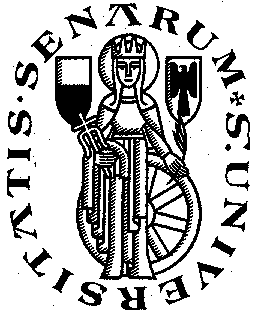 ✠ S. UNIVERSITATIS · SENARUM